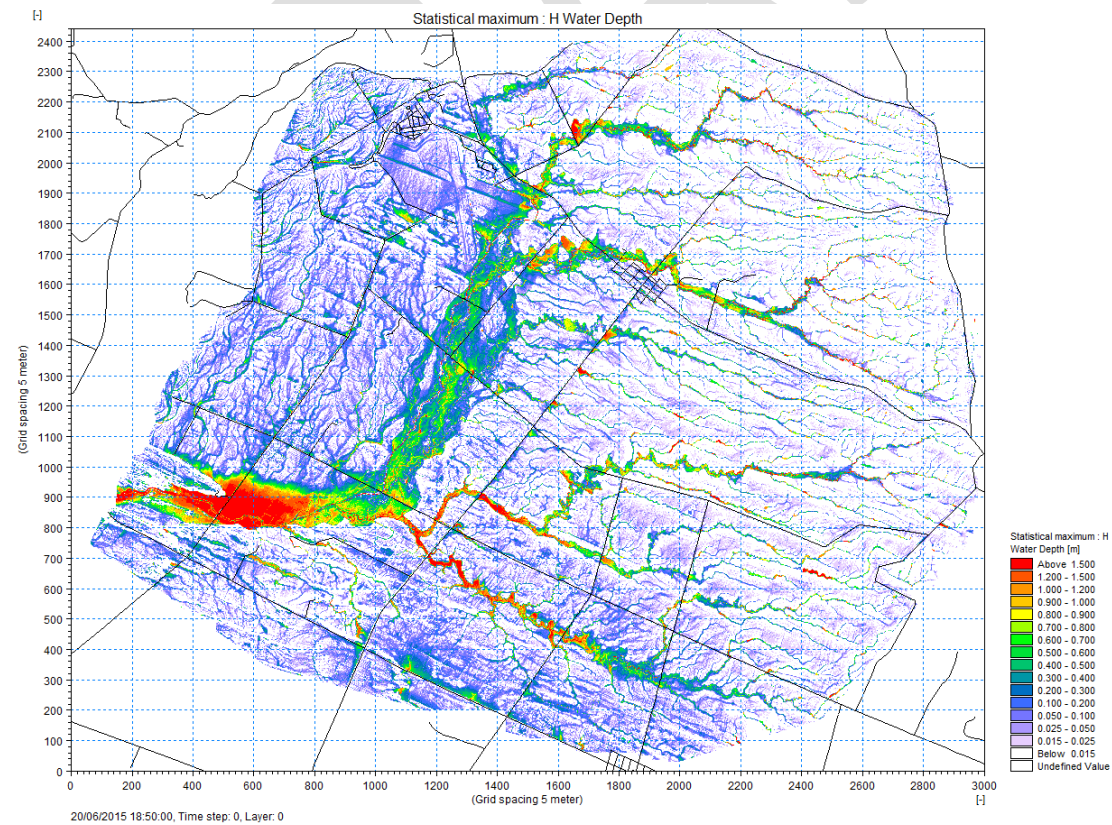 Statistical maximum : H Water Depth
[-]
2400
2300
2200
2100
2000
1900
1800
1700
1600
1500
1400
1300
1200
1100
1000
900
800
700
600
500
400
300
200
100
0
(Grid spacing 5 meter)
0 200 400 600 800 1000 1200 1400 1600 1800 2000 2200 2400 2600 2800 3000
(Grid spacing 5 meter)
[-]
20/06/2015 18:50:00, Time step: 0, Layer: 0
Statistical maximum : H
Water Depth [m]
Above 1.500
1.200 - 1.500
1.000 - 1.200
0.900 - 1.000
0.800 - 0.900
0.700 - 0.800
0.600 - 0.700
0.500 - 0.600
0.400 - 0.500
0.300 - 0.400
0.200 - 0.300
0.100 - 0.200
0.050 - 0.100
0.025 - 0.050
0.015 - 0.025
Below 0.015
Undefined Value